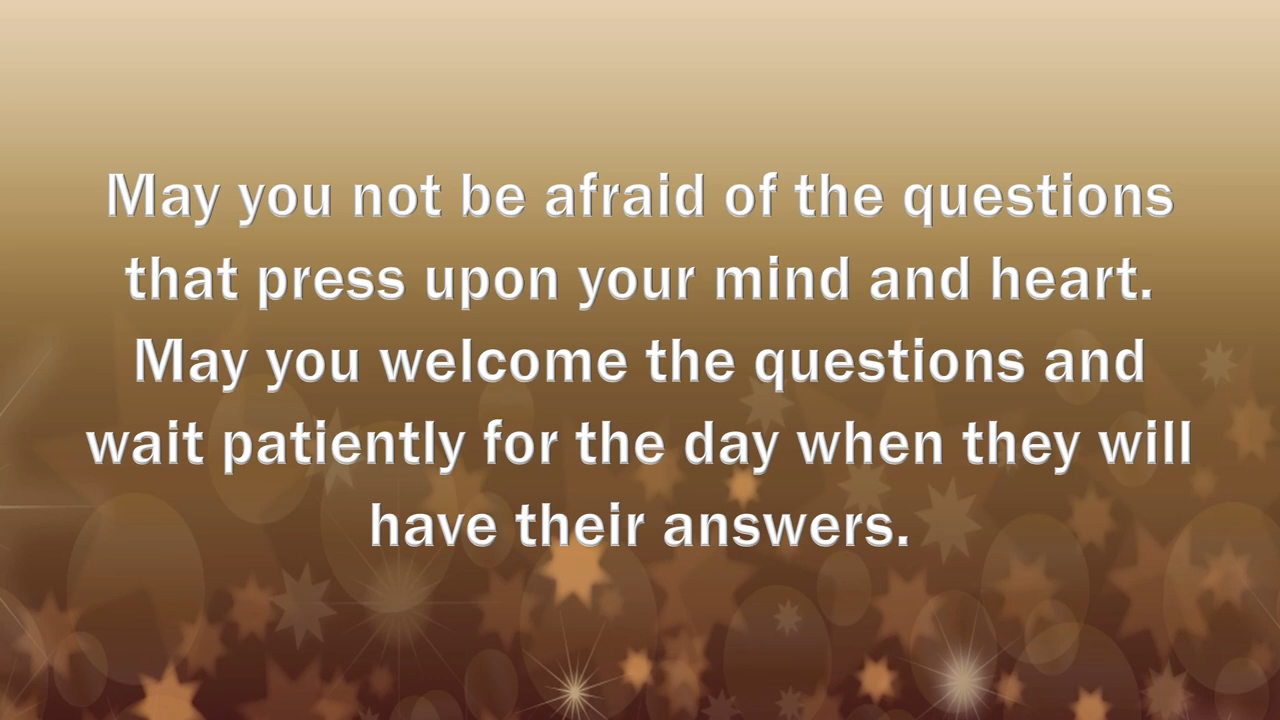 May you not be afraid of the questions
that press upon your mind and heart.
May you welcome the questions and
wait patiently for the day when they will
have their answers.